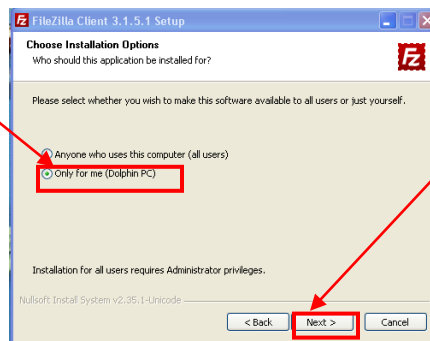 FileZilla Client 3.1.5.1 Setup
Choose Installation Options
Who should this application be installed for?
Fz
Please select whether you wish to make this software available to all users or just yourself.
Anyone who uses this computer (all users)
Only for me (Dolphin PC)
Installation for all users requires Administrator privileges.
Nullsoft Install System v2.35.1-Unicode
< Back Next > Cancel